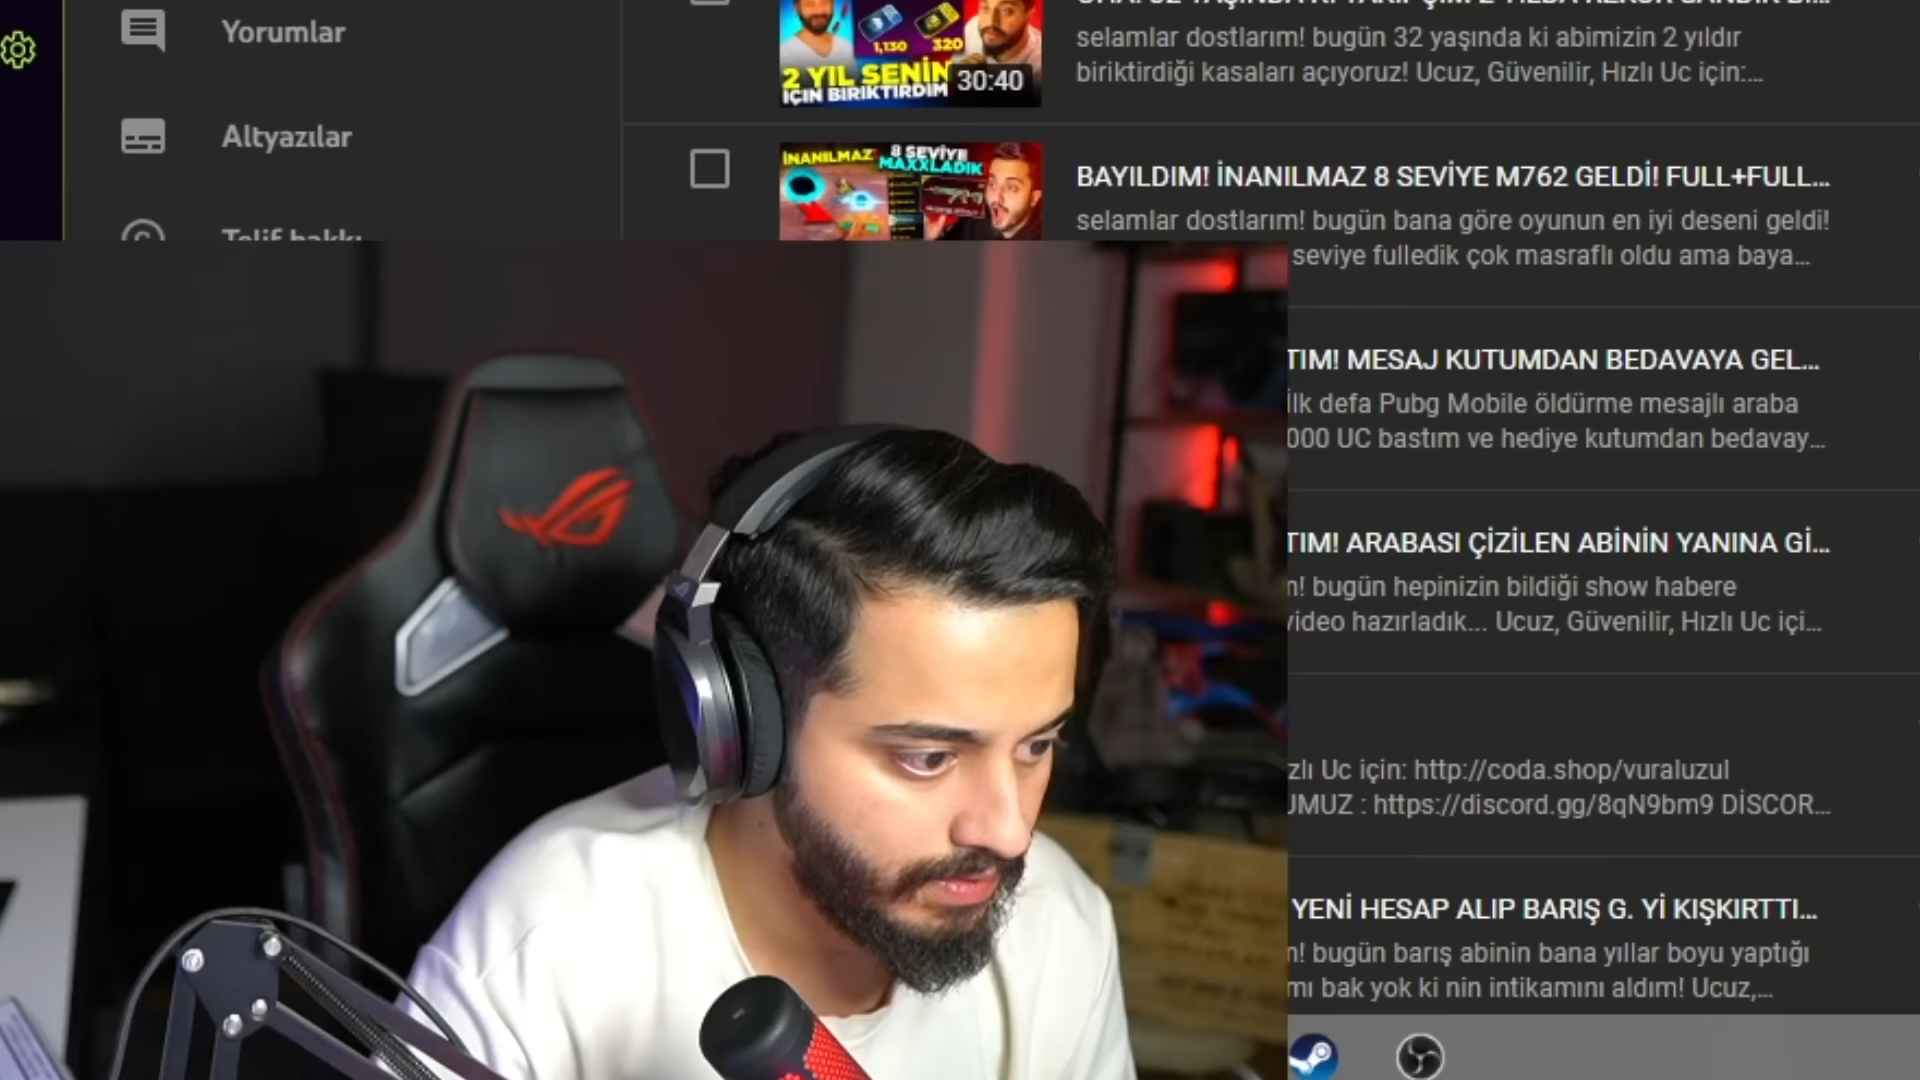 Yorumlar
Altyazılar
Telif hakkı
1,130
320
2 YIL SENİN
İÇİN BİRİKTİRDİM
30:40
selamlar dostlarım! bugün 32 yaşında ki abimizin 2 yıldır
biriktirdiği kasaları açıyoruz! Ucuz, Güvenilir, Hızlı Uc için:...
İNANILMAZ
8 SEVİYE
MAXXLADIK
BAYILDIM! İNANILMAZ 8 SEVİYE M762 GELDİ! FULL+FULL...
selamlar dostlarım! bugün bana göre oyunun en iyi deseni geldi!
seviye fulledik çok masraflı oldu ama baya...
TIM! MESAJ KUTUMDAN BEDAVAYA GEL...
İlk defa Pubg Mobile öldürme mesajlı araba
000 UC bastım ve hediye kutumdan bedavay...
TIM! ARABASI ÇİZİLEN ABİNİN YANINA Gİ...
! bugün hepinizin bildiği show habere
video hazırladık... Ucuz, Güvenilir, Hızlı Uc içi...
zlı Uc için: http://coda.shop/vuraluzul
UMUZ : https://discord.gg/8qN9bm9 DİSCOR...
YENİ HESAP ALIP BARIŞ G. Yİ KIŞKIRTTI...
! bugün barış abinin bana yıllar boyu yaptığı
mı bak yok ki nin intikamını aldım! Ucuz,...